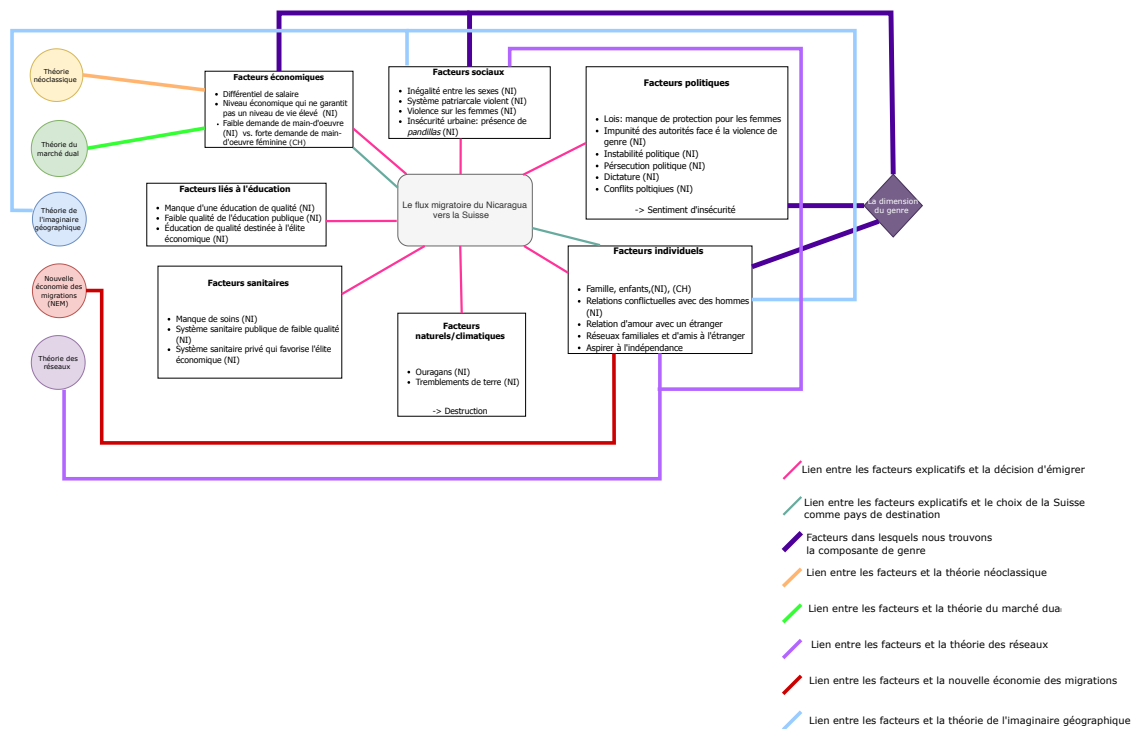 Théorie
néoclassique
Théorie du
marché dual
Théorie de
l'imaginaire
géographique
Nouvelle
économie des
migrations
(NEM)
Théorie des
réseaux
Facteurs économiques
• Différentiel de salaire
• Niveau économique qui ne garantit
pas un niveau de vie élevé (NI)
• Faible demande de main-d'oeuvre
(NI) vs. forte demande de main-
d'oeuvre féminine (CH)
Facteurs sociaux
• Inégalité entre les sexes (NI)
• Système patriarcale violent (NI)
• Violence sur les femmes (NI)
• Insécurité urbaine: présence de
pandillas (NI)
Facteurs politiques
• Lois: manque de protection pour les femmes
• Impunité des autorités face é la violence de
genre (NI)
• Instabilité politique (NI)
• Pérsecution politique (NI)
• Dictature (NI)
• Conflits poltiqiues (NI)
-> Sentiment d'insécurité
La dimension
du genre
Facteurs liés à l'éducation
• Manque d'une éducation de qualité (NI)
• Faible qualité de l'éducation publique (NI)
• Éducation de qualité destinée à l'élite
économique (NI)
Le flux migratoire du Nicaragua
vers la Suisse
Facteurs individuels
• Famille, enfants,(NI), (CH)
• Relations conflictuelles avec des hommes
(NI)
• Relation d'amour avec un étranger
• Réseuax familiales et d'amis à l'étranger
• Aspirer à l'indépendance
Facteurs sanitaires
• Manque de soins (NI)
• Système sanitaire publique de faible qualité
(NI)
• Système sanitaire privé qui favorise l'élite
économique (NI)
Facteurs
naturels/climatiques
• Ouragans (NI)
• Tremblements de terre (NI)
-> Destruction
Lien entre les facteurs explicatifs et la décision d'émigrer
Lien entre les facteurs explicatifs et le choix de la Suisse
comme pays de destination
Facteurs dans lesquels nous trouvons
la composante de genre
Lien entre les facteurs et la théorie néoclassique
Lien entre les facteurs et la théorie du marché dual
Lien entre les facteurs et la théorie des réseaux
Lien entre les facteurs et la nouvelle économie des migrations
Lien entre les facteurs et la théorie de l'imaginaire géographique